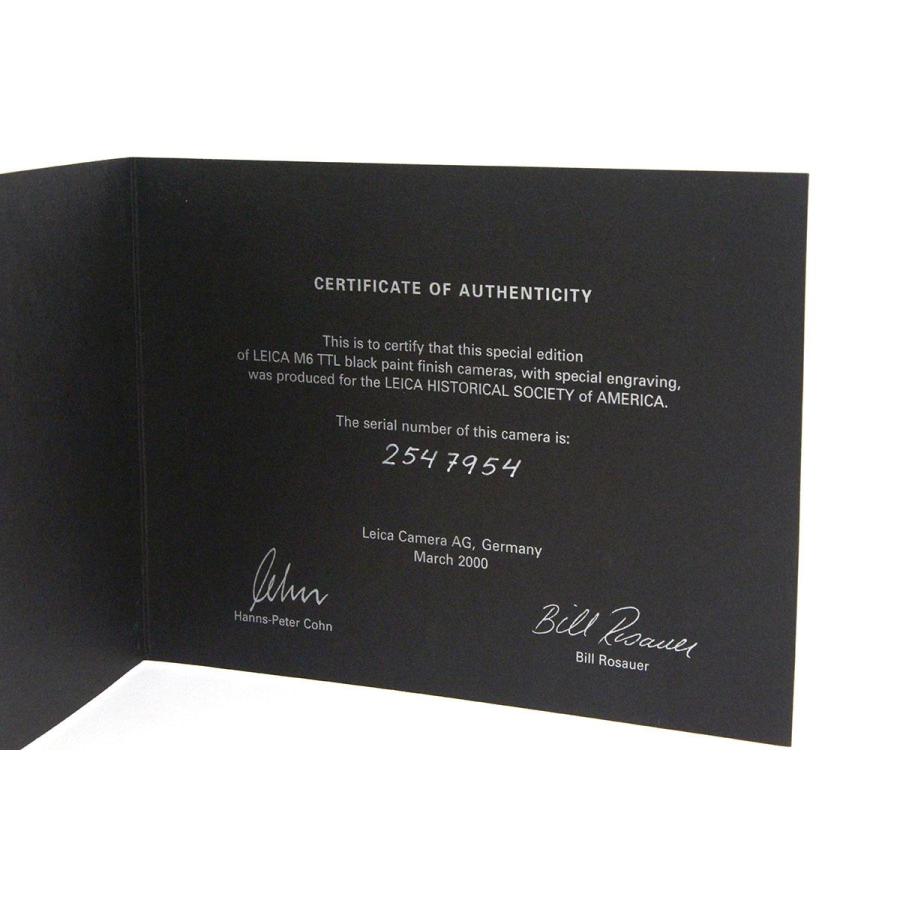 CERTIFICATE OF AUTHENTICITY
This is to certify that this special edition
of LEICA M6 TTL black paint finish cameras, with special engraving,
was produced for the LEICA HISTORICAL SOCIETY of AMERICA.
The serial number of this camera is:
2547954
Leica Camera AG, Germany
March 2000
Cohn
Hanns-Peter Cohn
Bill Rosauer
Bill Rosauer